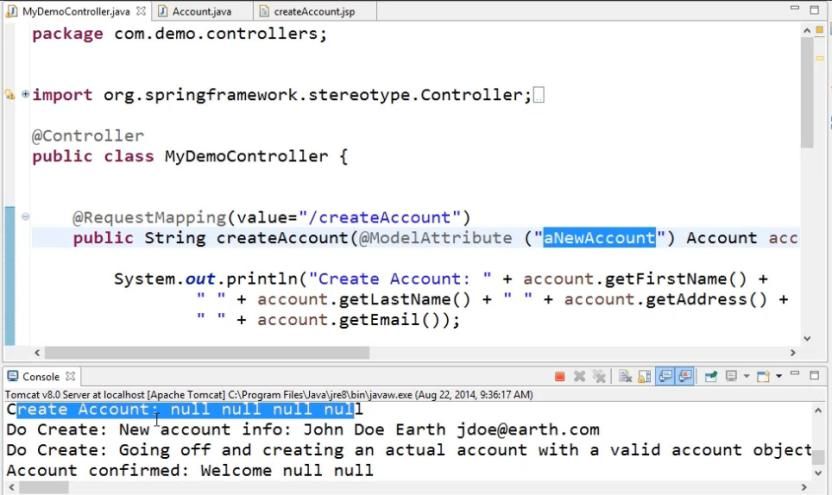 MyDemoController.java Account.java createAccount.jsp
package com.demo.controllers;
import org.springframework.stereotype.Controller;
@Controller
public class MyDemoController {
@RequestMapping(value="/createAccount")
public String createAccount(@ModelAttribute ("aNewAccount") Account acc
System.out.println("Create Account: " + account.getFirstName() +
" " + account.getLastName() + " " + account.getAddress() +
" " + account.getEmail());
Console
Tomcat v8.0 Server at localhost [Apache Tomcat] C:\Program Files\Java\jre8\bin\javaw.exe (Aug 22, 2014, 9:36:17 AM)
Create Account: null null null null
Do Create: New account info: John Doe Earth jdoe@earth.com
Do Create: Going off and creating an actual account with a valid account object
Account confirmed: Welcome null null